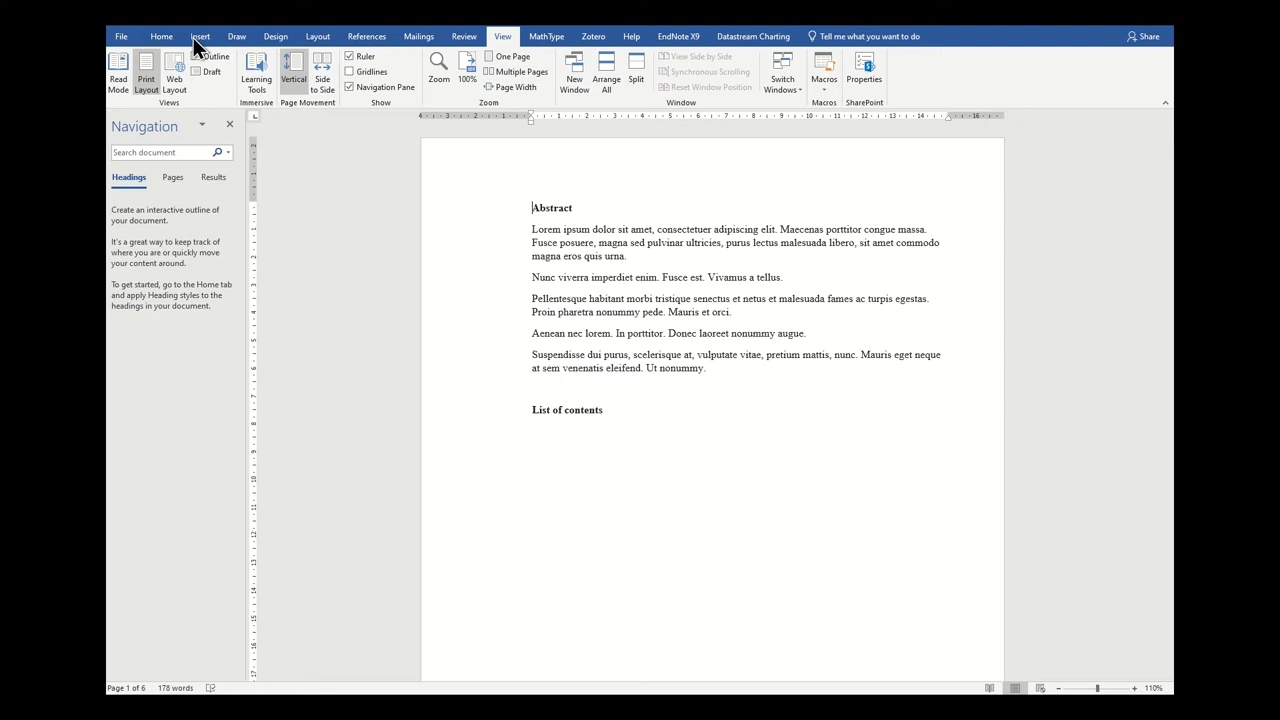 File Home Insert Draw Design Layout References Mailings Review View MathType Zotero Help EndNote X9 Datastream Charting Tell me what you want to do Share
Read Mode
Print Layout
Web Layout
Outline
Draft
Views
Learning Tools
Immersive
Vertical
Side to Side
Page Movement
Ruler
Gridlines
Navigation Pane
Show
Zoom
100%
One Page
Multiple Pages
Page Width
Zoom
New Window
Arrange All
Split
View Side by Side
Synchronous Scrolling
Reset Window Position
Window
Switch Windows
Macros
Macros
Properties
SharePoint
Navigation
Search document
Headings Pages Results
Create an interactive outline of
your document.
It's a great way to keep track of
where you are or quickly move
your content around.
To get started, go to the Home tab
and apply Heading styles to the
headings in your document.
Abstract
Lorem ipsum dolor sit amet, consectetuer adipiscing elit. Maecenas porttitor congue massa.
Fusce posuere, magna sed pulvinar ultricies, purus lectus malesuada libero, sit amet commodo
magna eros quis urna.
Nunc viverra imperdiet enim. Fusce est. Vivamus a tellus.
Pellentesque habitant morbi tristique senectus et netus et malesuada fames ac turpis egestas.
Proin pharetra nonummy pede. Mauris et orci.
Aenean nec lorem. In porttitor. Donec laoreet nonummy augue.
Suspendisse dui purus, scelerisque at, vulputate vitae, pretium mattis, nunc. Mauris eget neque
at sem venenatis eleifend. Ut nonummy.
List of contents
Page 1 of 6 178 words 110%